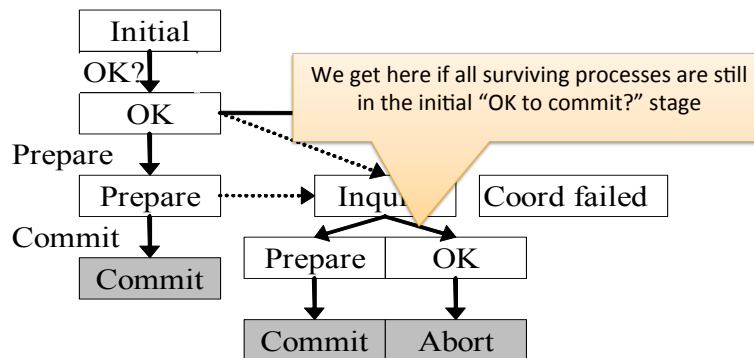 Initial
OK?
We get here if all surviving processes are still
in the initial “OK to commit?” stage
OK
Prepare
Prepare
Coord failed
Commit
Prepare
OK
Commit
Commit
Abort